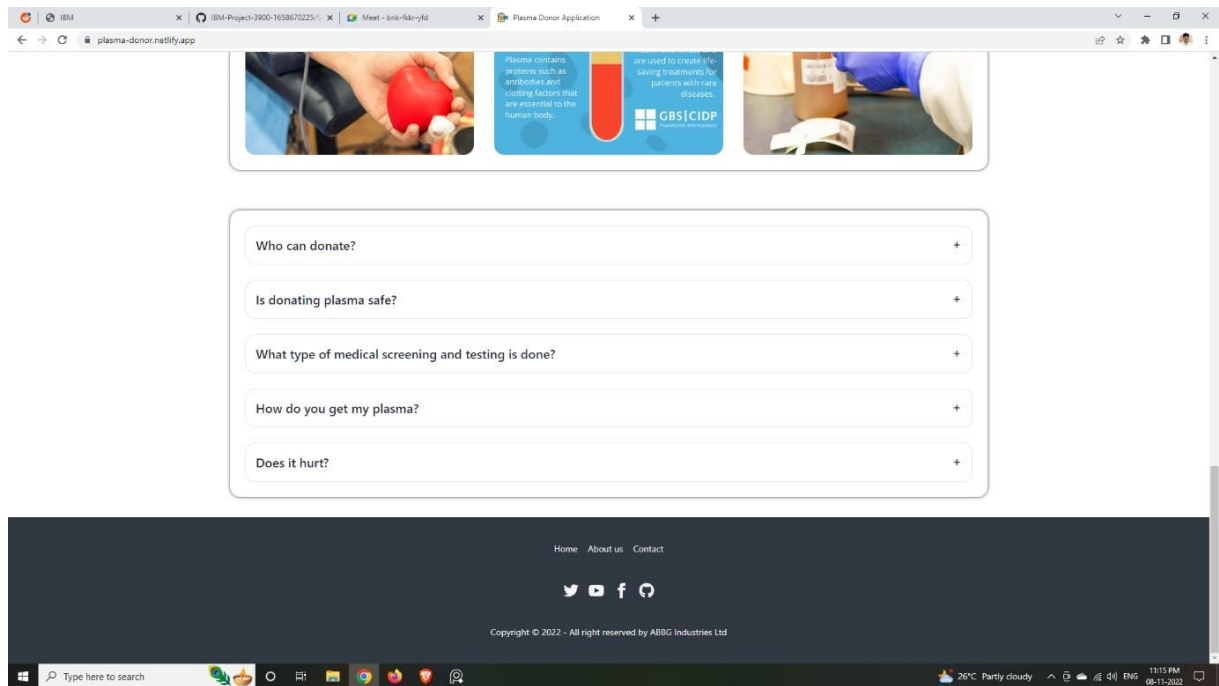 IBM
IBM-Project-3900-1658670225/S
Meet - bnk-fkkr-yfd
Plasma Donor Application
plasma-donor.netlify.app
Plasma contains
proteins such as
antibodies and
clotting factors that
are essential to the
human body.
are used to create life-
saving treatments for
patients with rare
diseases.
GBS|CIDP
Who can donate?
+
Is donating plasma safe?
+
What type of medical screening and testing is done?
+
How do you get my plasma?
+
Does it hurt?
+
Home About us Contact
Copyright © 2022 - All right reserved by ABBG Industries Ltd
Type here to search
26°C Partly cloudy
ENG
11:15 PM
08-11-2022